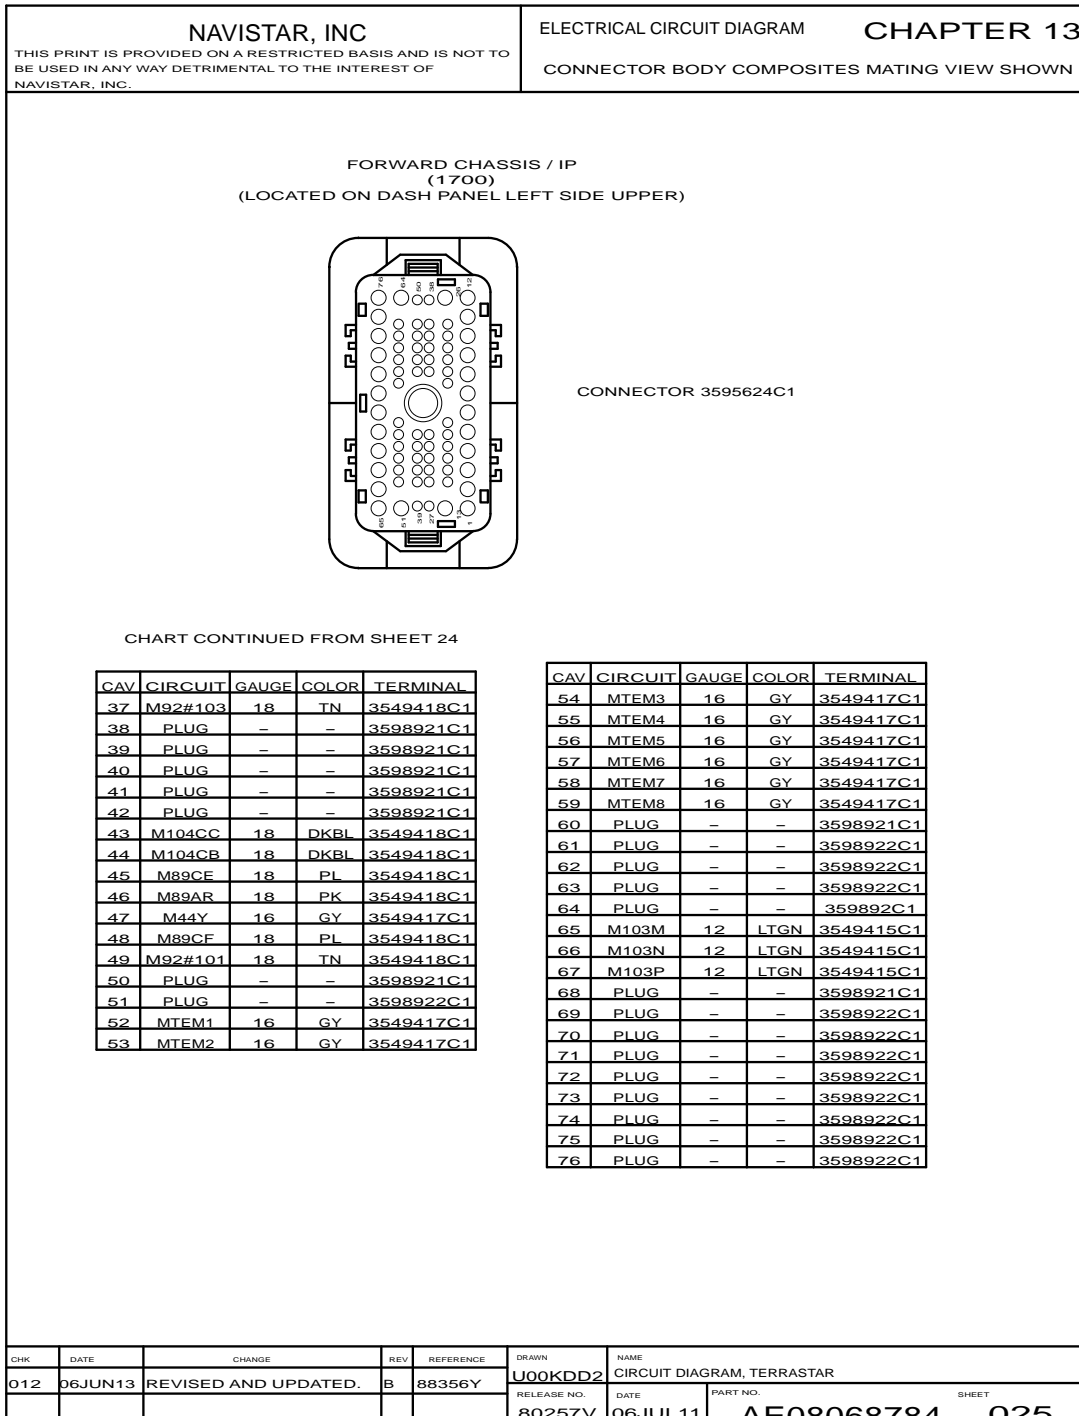 NAVISTAR, INC
THIS PRINT IS PROVIDED ON A RESTRICTED BASIS AND IS NOT TO
BE USED IN ANY WAY DETRIMENTAL TO THE INTEREST OF
NAVISTAR, INC.
ELECTRICAL CIRCUIT DIAGRAM CHAPTER 13
CONNECTOR BODY COMPOSITES MATING VIEW SHOWN
FORWARD CHASSIS / IP
(1700)
(LOCATED ON DASH PANEL LEFT SIDE UPPER)
76 64 50 38 26 12
CONNECTOR 3595624C1
65 51 39 27 13 1
CHART CONTINUED FROM SHEET 24
CAV CIRCUIT GAUGE COLOR TERMINAL
37 M92#103 18 TN 3549418C1
38 PLUG – – 3598921C1
39 PLUG – – 3598921C1
40 PLUG – – 3598921C1
41 PLUG – – 3598921C1
42 PLUG – – 3598921C1
43 M104CC 18 DKBL 3549418C1
44 M104CB 18 DKBL 3549418C1
45 M89CE 18 PL 3549418C1
46 M89AR 18 PK 3549418C1
47 M44Y 16 GY 3549417C1
48 M89CF 18 PL 3549418C1
49 M92#101 18 TN 3549418C1
50 PLUG – – 3598921C1
51 PLUG – – 3598922C1
52 MTEM1 16 GY 3549417C1
53 MTEM2 16 GY 3549417C1
CAV CIRCUIT GAUGE COLOR TERMINAL
54 MTEM3 16 GY 3549417C1
55 MTEM4 16 GY 3549417C1
56 MTEM5 16 GY 3549417C1
57 MTEM6 16 GY 3549417C1
58 MTEM7 16 GY 3549417C1
59 MTEM8 16 GY 3549417C1
60 PLUG – – 3598921C1
61 PLUG – – 3598922C1
62 PLUG – – 3598922C1
63 PLUG – – 3598922C1
64 PLUG – – 359892C1
65 M103M 12 LTGN 3549415C1
66 M103N 12 LTGN 3549415C1
67 M103P 12 LTGN 3549415C1
68 PLUG – – 3598921C1
69 PLUG – – 3598922C1
70 PLUG – – 3598922C1
71 PLUG – – 3598922C1
72 PLUG – – 3598922C1
73 PLUG – – 3598922C1
74 PLUG – – 3598922C1
75 PLUG – – 3598922C1
76 PLUG – – 3598922C1
CHK DATE CHANGE REV REFERENCE
012 06JUN13 REVISED AND UPDATED. B 88356Y
DRAWN NAME
U00KDD2 CIRCUIT DIAGRAM, TERRASTAR
RELEASE NO. DATE PART NO. SHEET
80257V 06JUL11 AE08068784 025